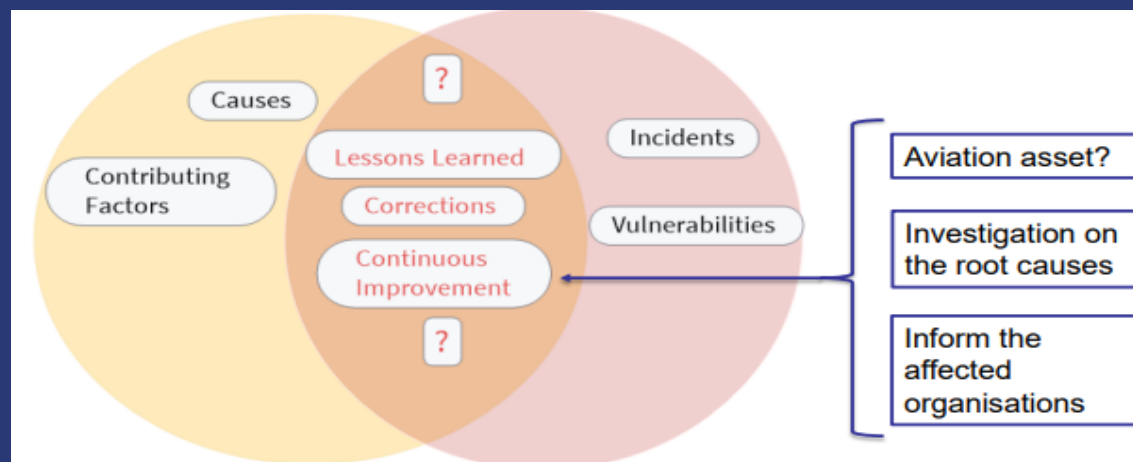 ?
Causes
Lessons Learned
Contributing
Factors
Corrections
Continuous
Improvement
?
Incidents
Vulnerabilities
Aviation asset?
Investigation on
the root causes
Inform the
affected
organisations